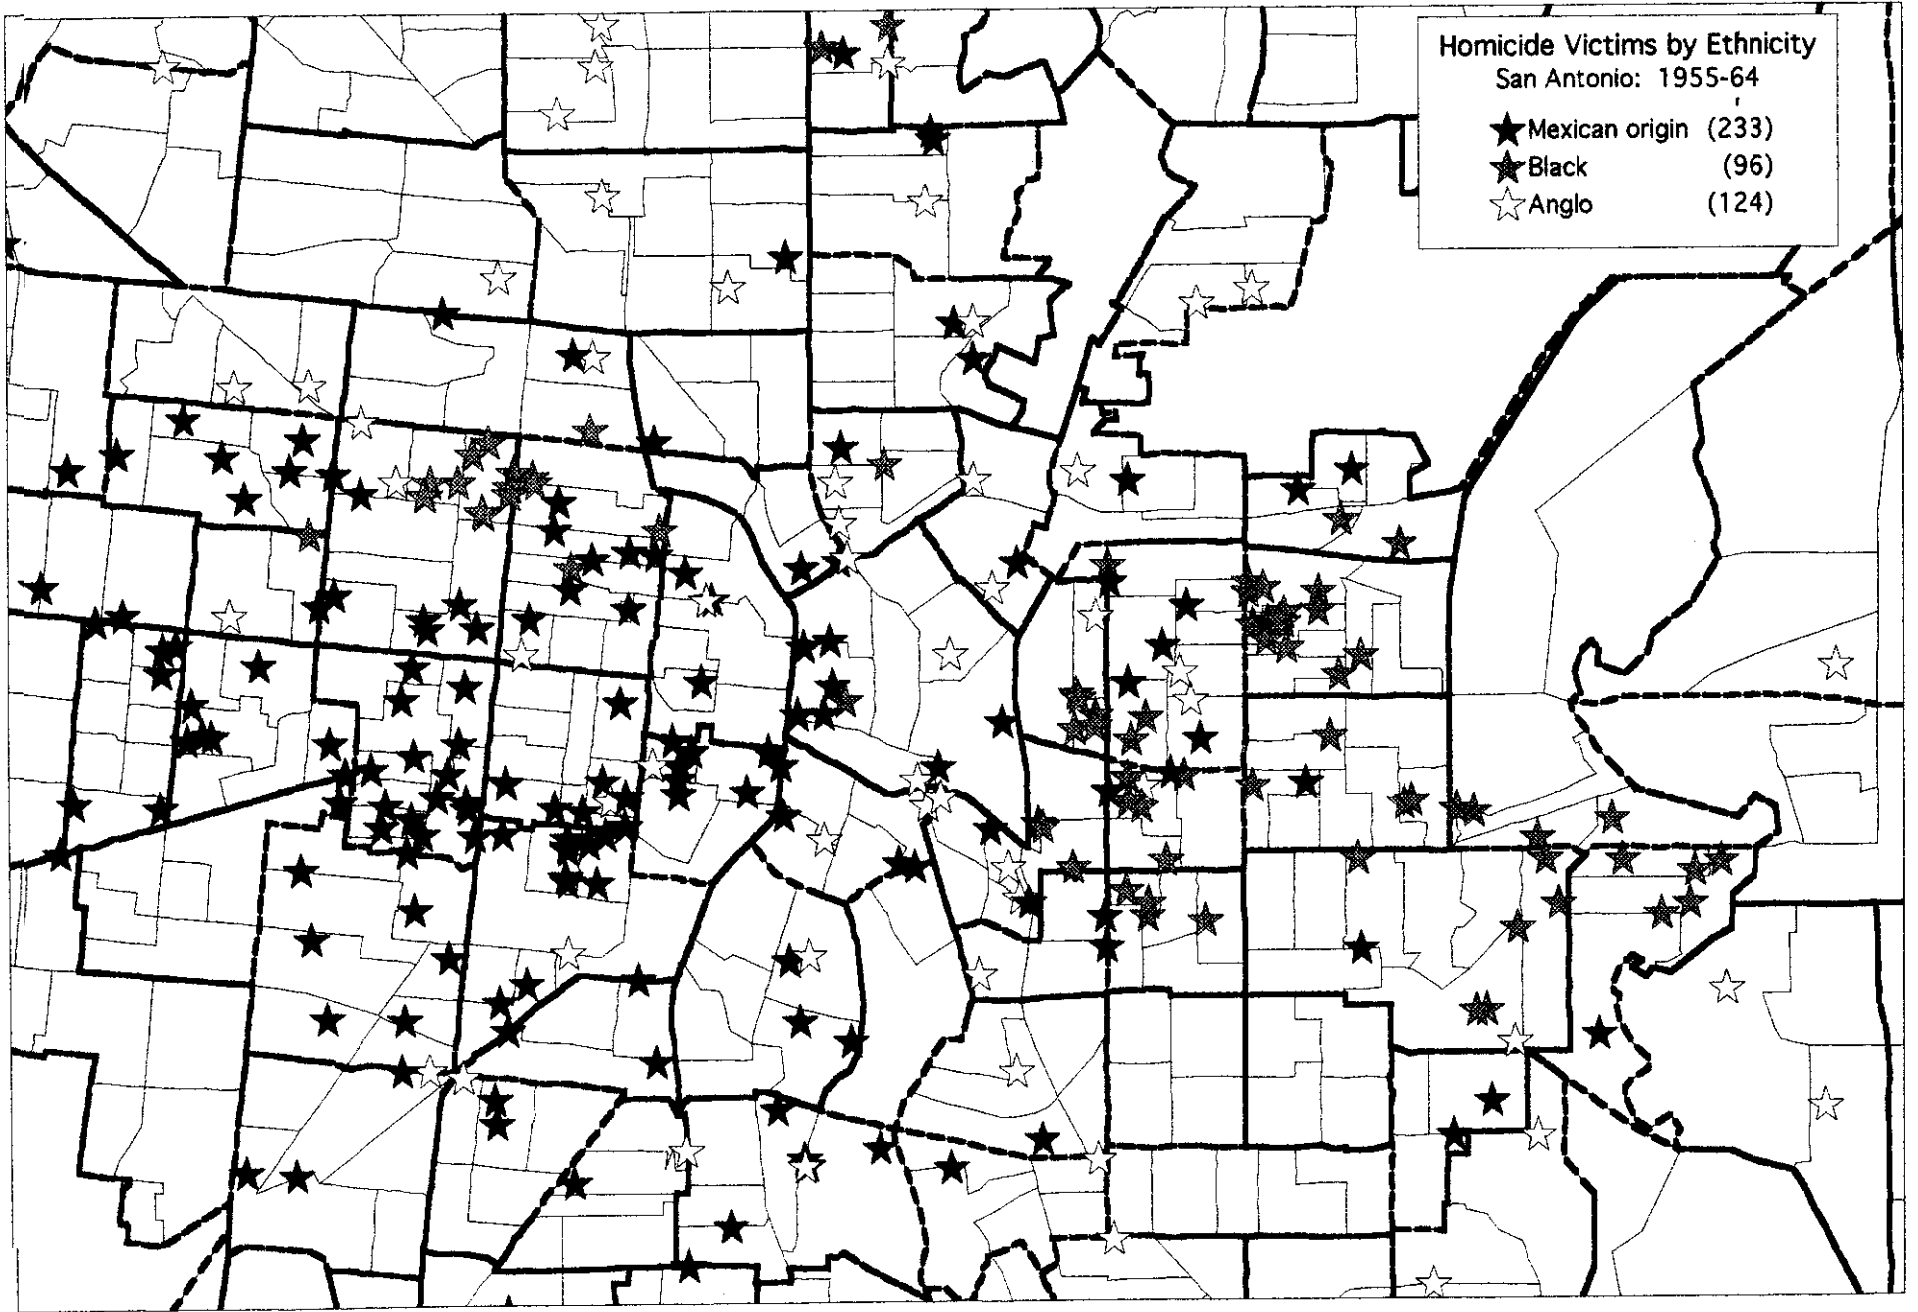 Homicide Victims by Ethnicity
San Antonio: 1955-64
Mexican origin (233)
Black (96)
Anglo (124)